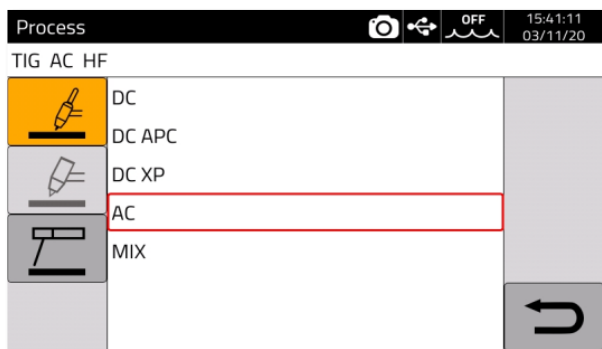 Process
OFF
15:41:11
03/11/20
TIG AC HF
DC
DC APC
DC XP
AC
MIX